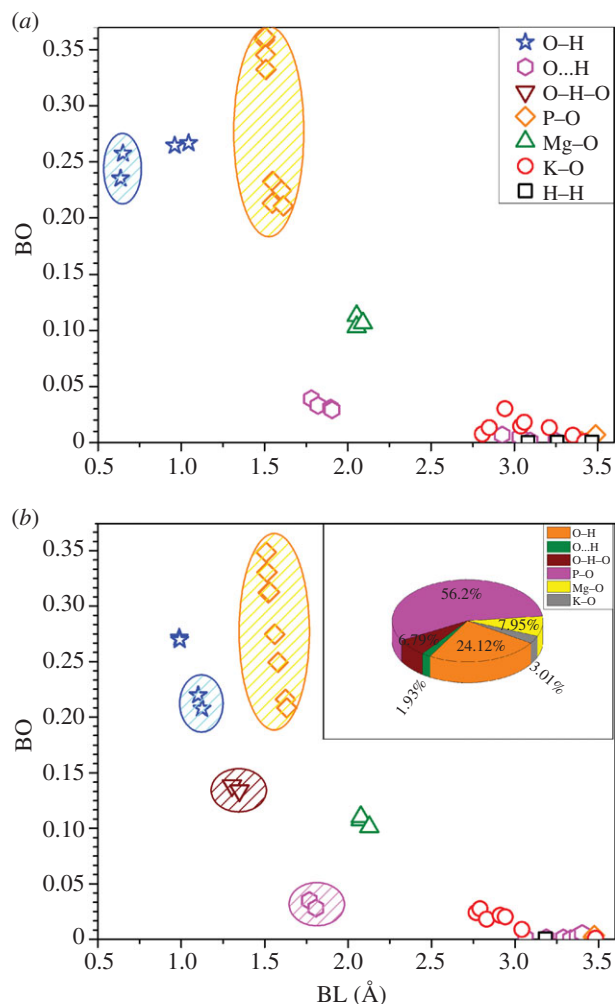 (a)
0.35
0.30
0.25
0.20
0.15
0.10
0.05
0
BO
O–H
O...H
O–H–O
P–O
Mg–O
K–O
H–H
0.5 1.0 1.5 2.0 2.5 3.0 3.5
(b)
0.35
0.30
0.25
0.20
0.15
0.10
0.05
0
BO
O–H
O...H
O–H–O
P–O
Mg–O
K–O
56.2%
7.95%
6.79%
24.12%
3.01%
1.93%
0.5 1.0 1.5 2.0 2.5 3.0 3.5
BL (Å)